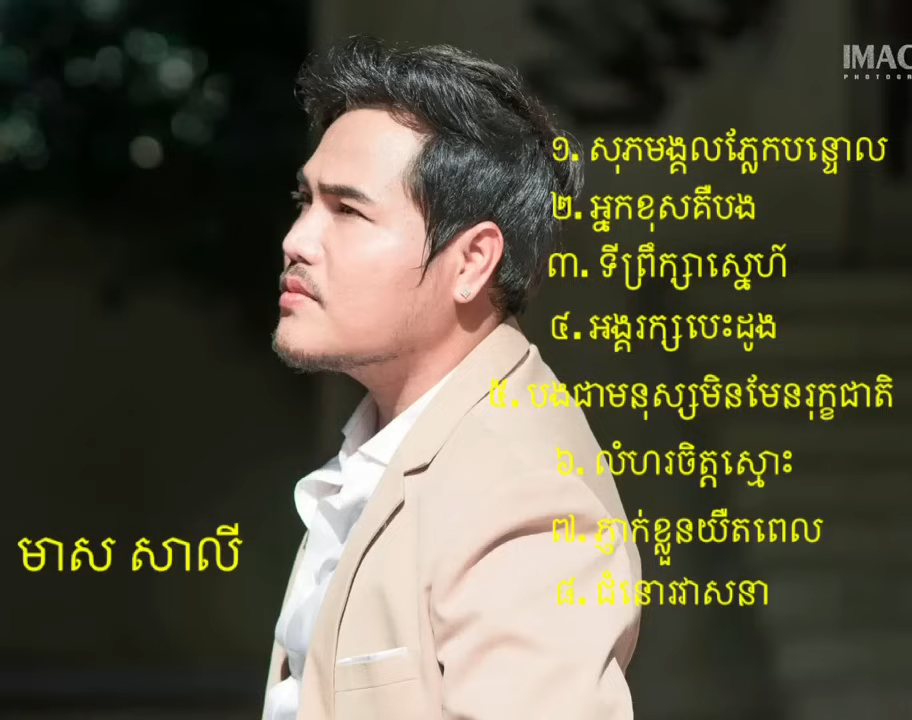 IMAC
PHOTOGR
១. សុភមង្គលភ្លែកបន្ទោល
២. អ្នកខុសគឺបង
៣. ទីព្រឹក្សាស្នេហ៍
៤. អង្គរក្សបេះដូង
៥. បងជាមនុស្សមិនមែនរុក្ខជាតិ
៦. លំហរចិត្តស្មោះ
៧. ភ្ញាក់ខ្លួនយឺតពេល
៨. ជំនោរវាសនា
មាស សាលី